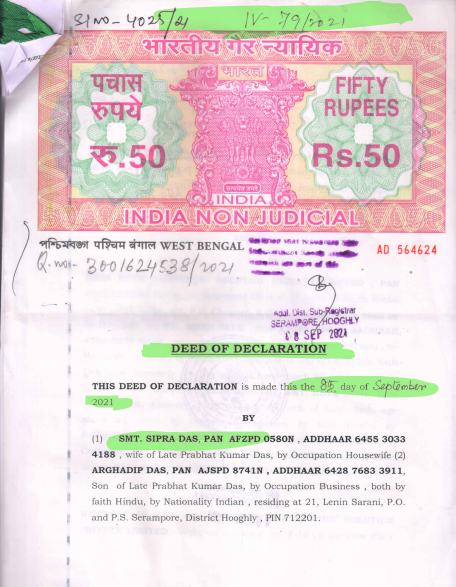 Sl no - 4025/21 IV- 79/2021
भारतीय गैर न्यायिक
पचास
रुपये
रु.50
भारत
FIFTY
RUPEES
Rs.50
सत्यमेव जयते
INDIA
INDIA NON JUDICIAL
পশ্চিমবঙ্গ पश्चिम बंगाल WEST BENGAL
AD 564624
Q. no:- 3001624538/2021
Addl. Dist. Sub-Registrar
SERAMPORE, HOOGHLY
08 SEP 2021
DEED OF DECLARATION
THIS DEED OF DECLARATION is made this the 8th day of September
2021
BY
(1) SMT. SIPRA DAS, PAN AFZPD 0580N , ADDHAAR 6455 3033
4188 , wife of Late Prabhat Kumar Das, by Occupation Housewife (2)
ARGHADIP DAS, PAN AJSPD 8741N , ADDHAAR 6428 7683 3911,
Son of Late Prabhat Kumar Das, by Occupation Business , both by
faith Hindu, by Nationality Indian , residing at 21, Lenin Sarani, P.O.
and P.S. Serampore, District Hooghly , PIN 712201.